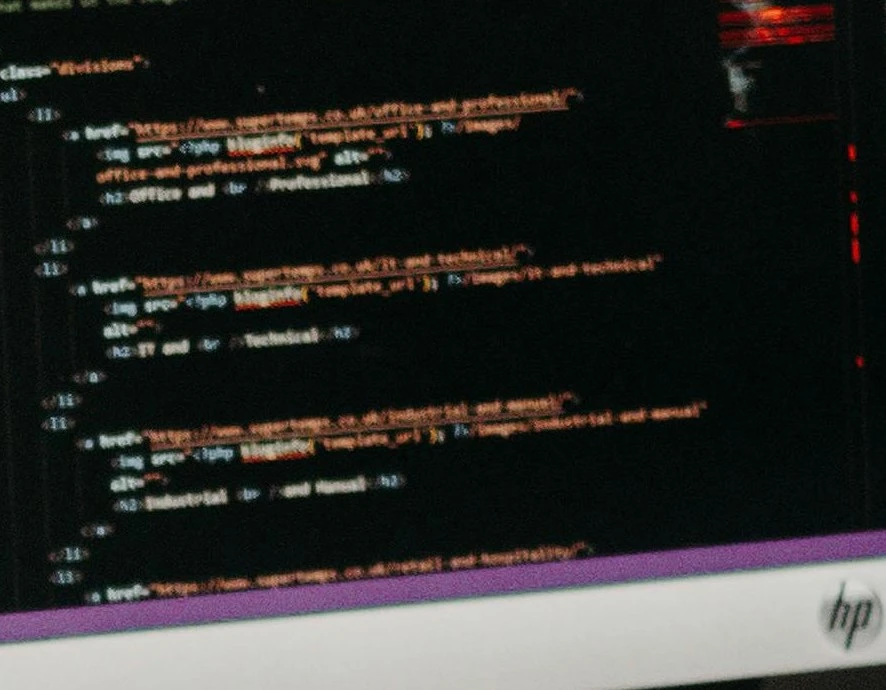 class="divisions">
ul>
<li>
<a href="https://www.supertemps.co.uk/office-and-professional/">
<img src="<?php bloginfo('template_url'); ?>/images/
office-and-professional.svg" alt="">
<h2>Office and <br />Professional</h2>
</a>
</li>
<li>
<a href="https://www.supertemps.co.uk/it-and-technical/">
<img src="<?php bloginfo('template_url'); ?>/images/it-and-technical"
alt="">
<h2>IT and <br />Technical</h2>
</a>
</li>
<li>
<a href="https://www.supertemps.co.uk/industrial-and-manual/">
<img src="<?php bloginfo('template_url'); ?>/images/industrial-and-manual"
alt="">
<h2>Industrial <br />and Manual</h2>
</a>
</li>
<li>
<a href="https://www.supertemps.co.uk/retail-and-hospitality/">
hp